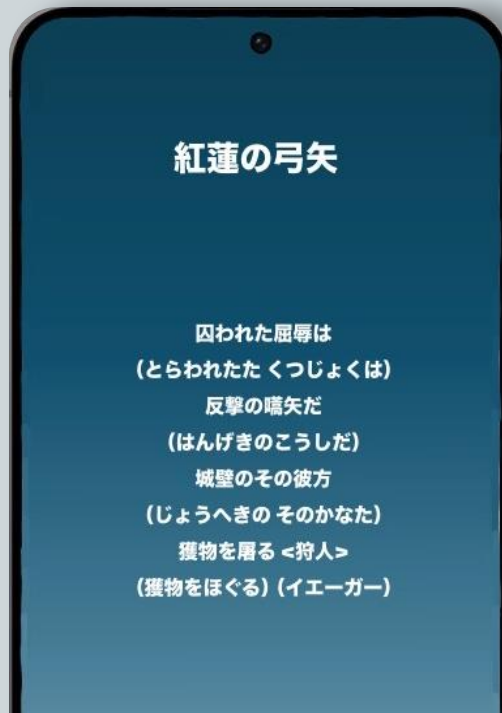 紅蓮の弓矢
囚われた屈辱は
(とらわれたた くつじょくは)
反撃の嚆矢だ
(はんげきのこうしだ)
城壁のその彼方
(じょうへきの そのかなた)
獲物を屠る <狩人>
(獲物をほぐる) (イエーガー)